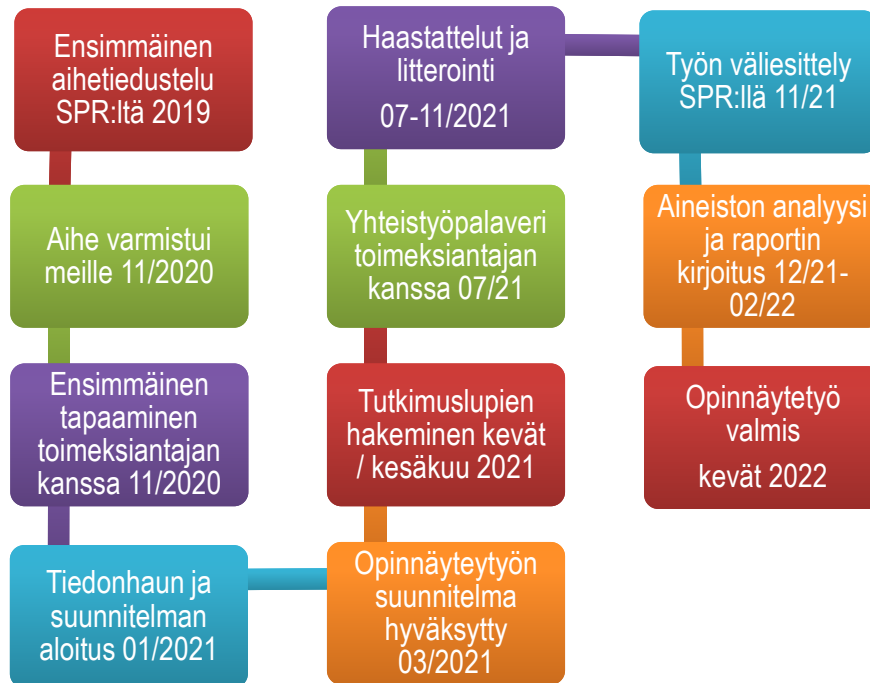 Ensimmäinen
aihetiedustelu
SPR:ltä 2019
Aihe varmistui
meille 11/2020
Ensimmäinen
tapaaminen
toimeksiantajan
kanssa 11/2020
Tiedonhaun ja
suunnitelman
aloitus 01/2021
Opinnäyteytyön
suunnitelma
hyväksytty
03/2021
Tutkimuslupien
hakeminen kevät
/ kesäkuu 2021
Yhteistyöpalaveri
toimeksiantajan
kanssa 07/21
Haastattelut ja
litterointi
07-11/2021
Työn väliesittely
SPR:llä 11/21
Aineiston analyysi
ja raportin
kirjoitus 12/21-
02/22
Opinnäytetyö
valmis
kevät 2022